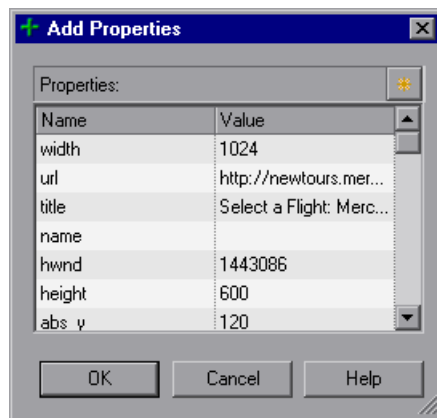 Add Properties
Properties:
Name Value
width 1024
url http://newtours.mer...
title Select a Flight: Merc...
name
hwnd 1443086
height 600
abs_y 120
OK Cancel Help